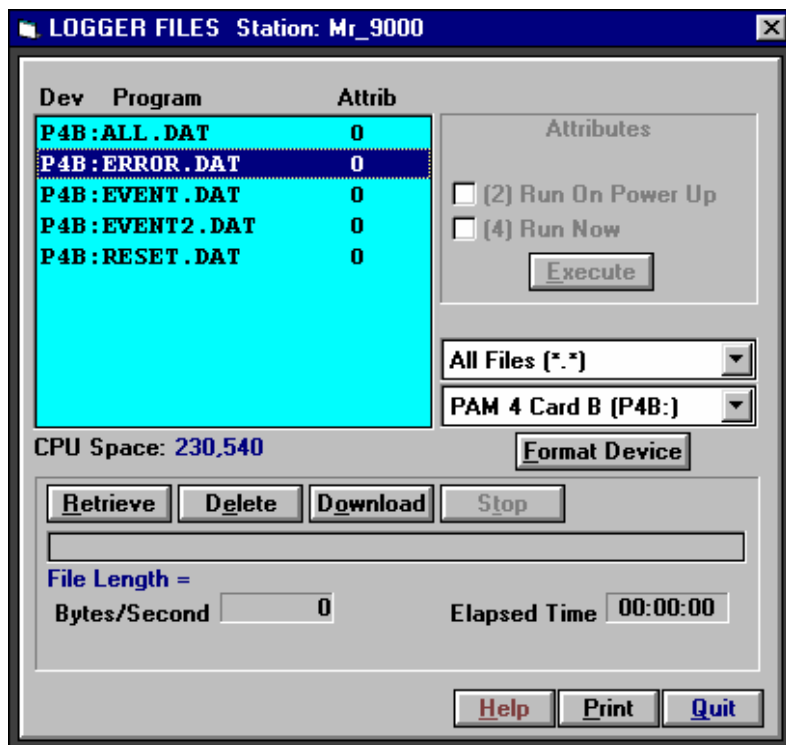 LOGGER FILES Station: Mr_9000
Dev Program Attrib
P4B:ALL.DAT 0
P4B:ERROR.DAT 0
P4B:EVENT.DAT 0
P4B:EVENT2.DAT 0
P4B:RESET.DAT 0
Attributes
(2) Run On Power Up
(4) Run Now
Execute
All Files (*.*)
PAM 4 Card B (P4B:)
CPU Space: 230,540
Format Device
Retrieve Delete Download Stop
File Length =
Bytes/Second 0 Elapsed Time 00:00:00
Help Print Quit